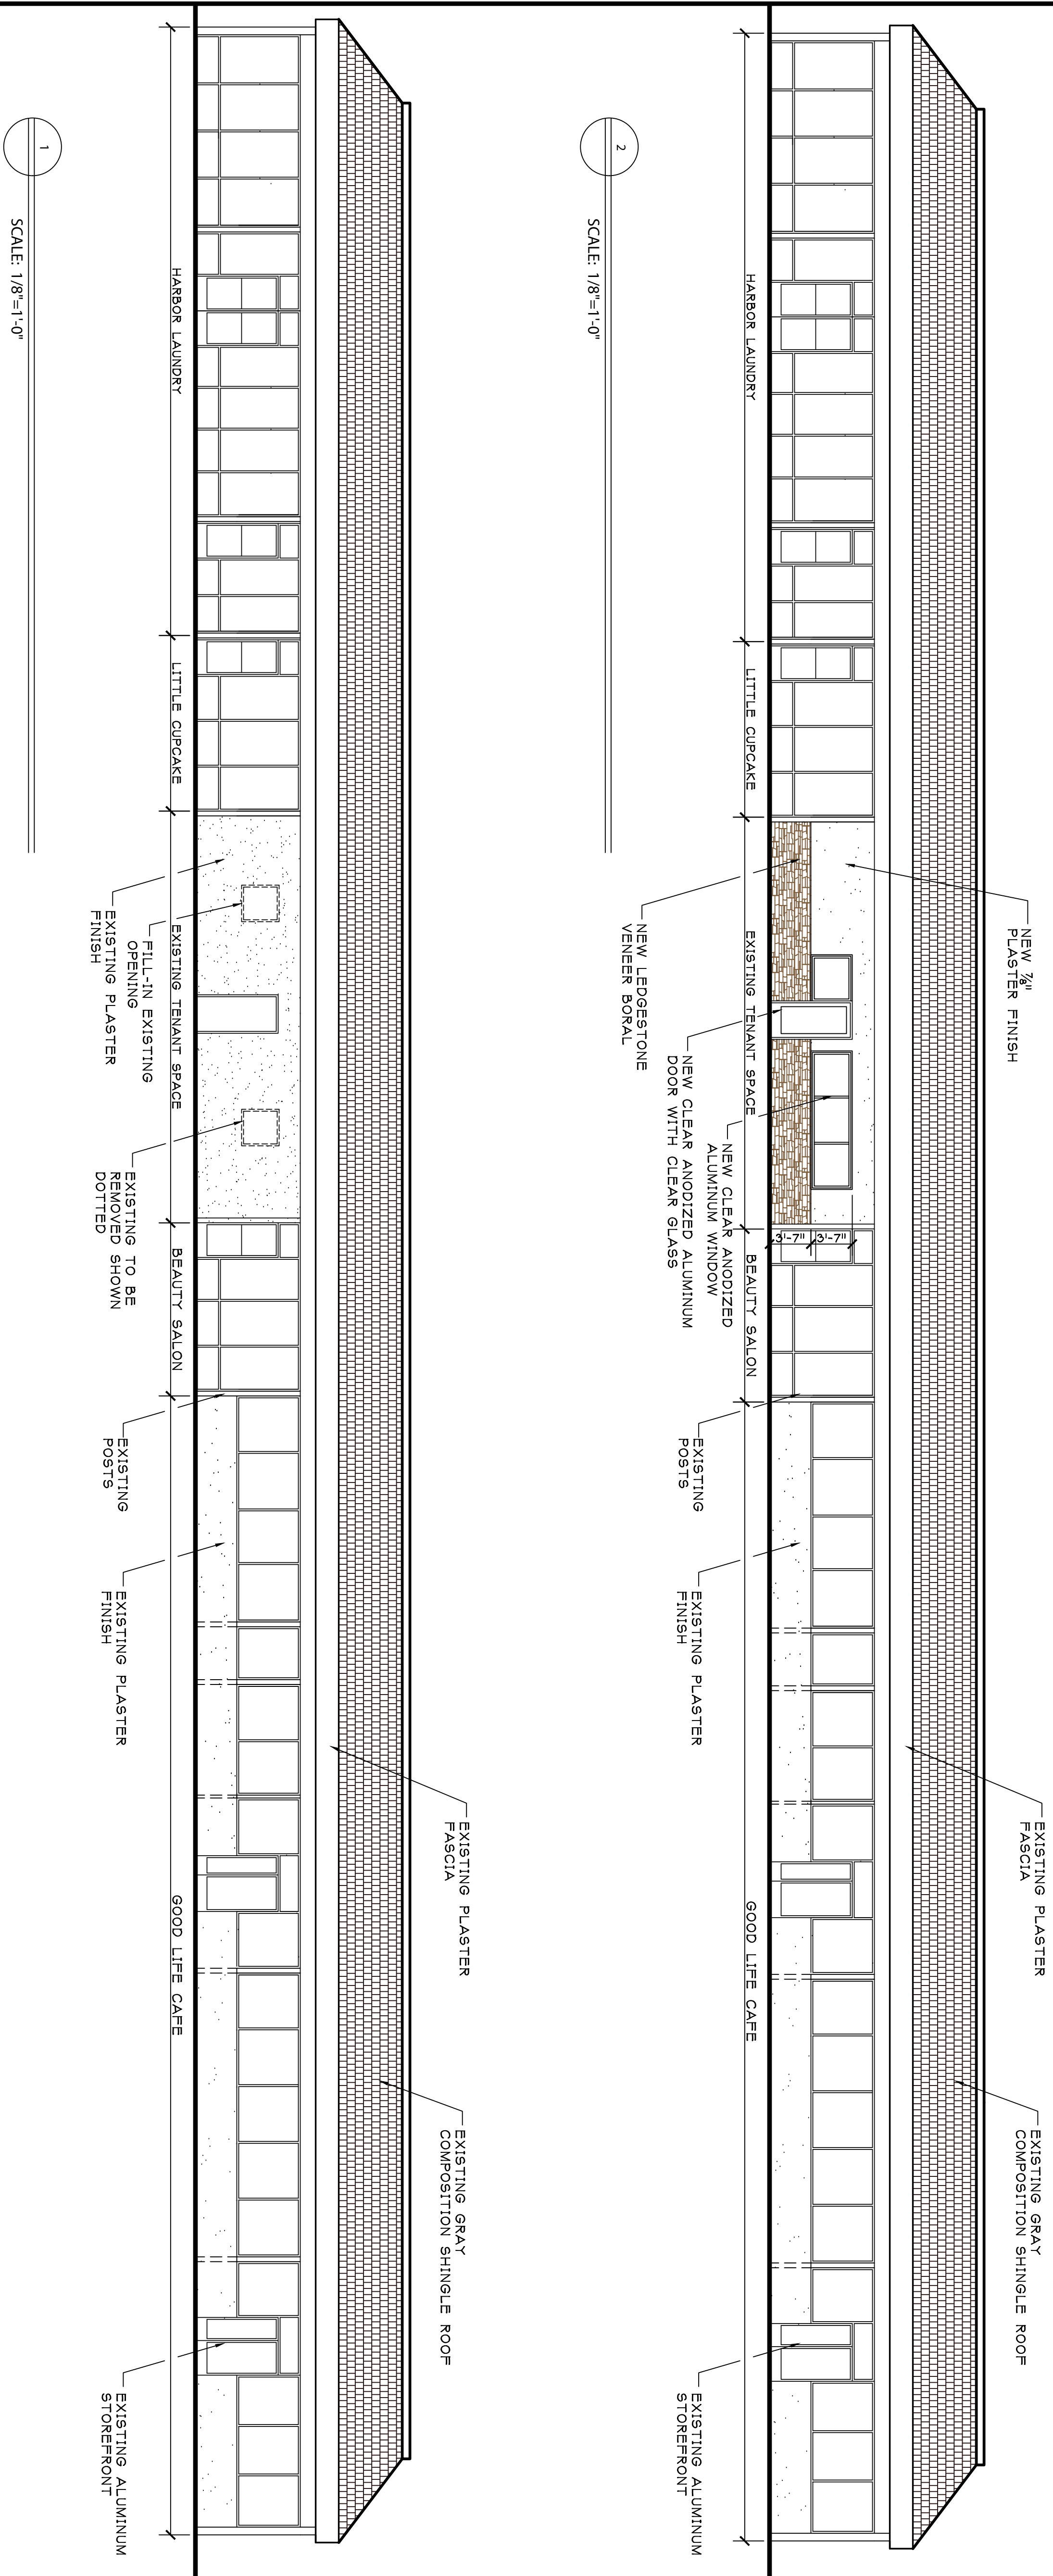 NEW 7/8"
PLASTER FINISH
EXISTING PLASTER
FASCIA
EXISTING GRAY
COMPOSITION SHINGLE ROOF
3'-7"
3'-7"
HARBOR LAUNDRY
LITTLE CUPCAKE
EXISTING TENANT SPACE
BEAUTY SALON
GOOD LIFE CAFE
NEW CLEAR ANODIZED
ALUMINUM WINDOW
NEW CLEAR ANODIZED ALUMINUM
DOOR WITH CLEAR GLASS
NEW LEDGESTONE
VENEER BORAL
EXISTING
POSTS
EXISTING PLASTER
FINISH
EXISTING ALUMINUM
STOREFRONT
2
SCALE: 1/8"=1'-0"
EXISTING PLASTER
FASCIA
EXISTING GRAY
COMPOSITION SHINGLE ROOF
HARBOR LAUNDRY
LITTLE CUPCAKE
EXISTING TENANT SPACE
BEAUTY SALON
GOOD LIFE CAFE
FILL-IN EXISTING
OPENING
EXISTING PLASTER
FINISH
EXISTING TO BE
REMOVED SHOWN
DOTTED
EXISTING
POSTS
EXISTING PLASTER
FINISH
EXISTING ALUMINUM
STOREFRONT
1
SCALE: 1/8"=1'-0"